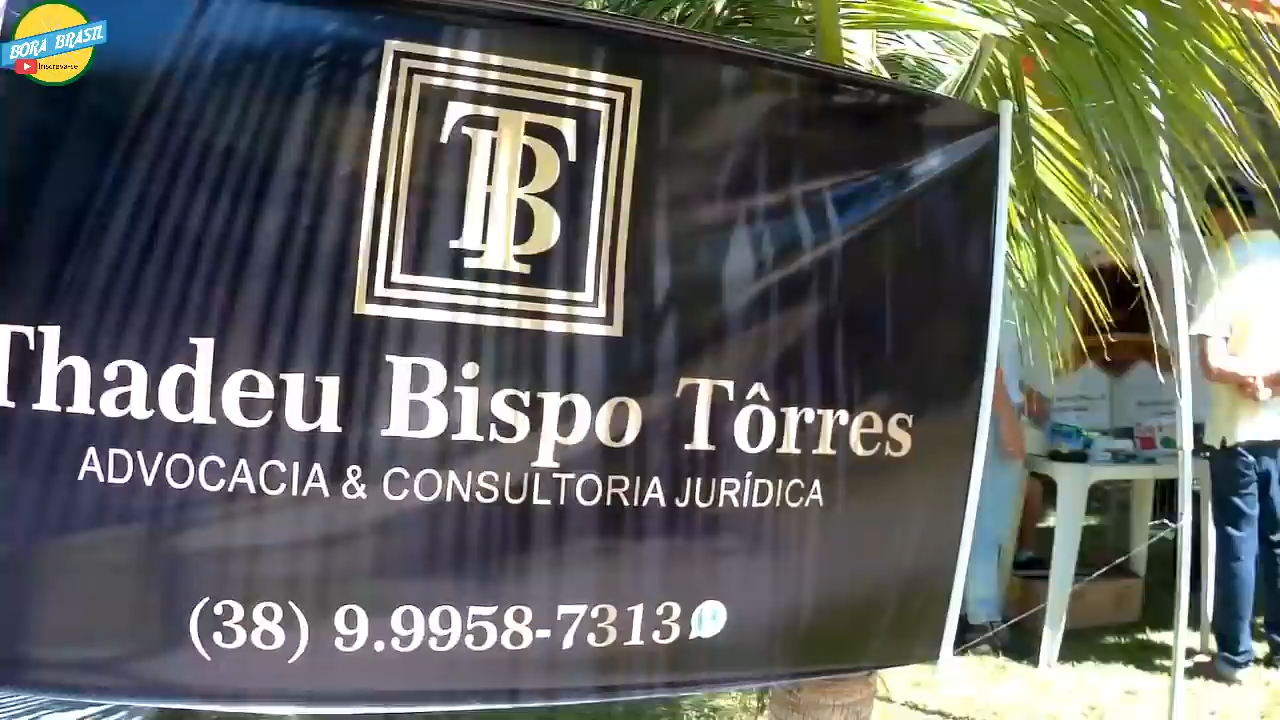 BORA BRASIL
Inscreva-se
TB
Thadeu Bispo Tôrres
ADVOCACIA & CONSULTORIA JURÍDICA
(38) 9.9958-7313